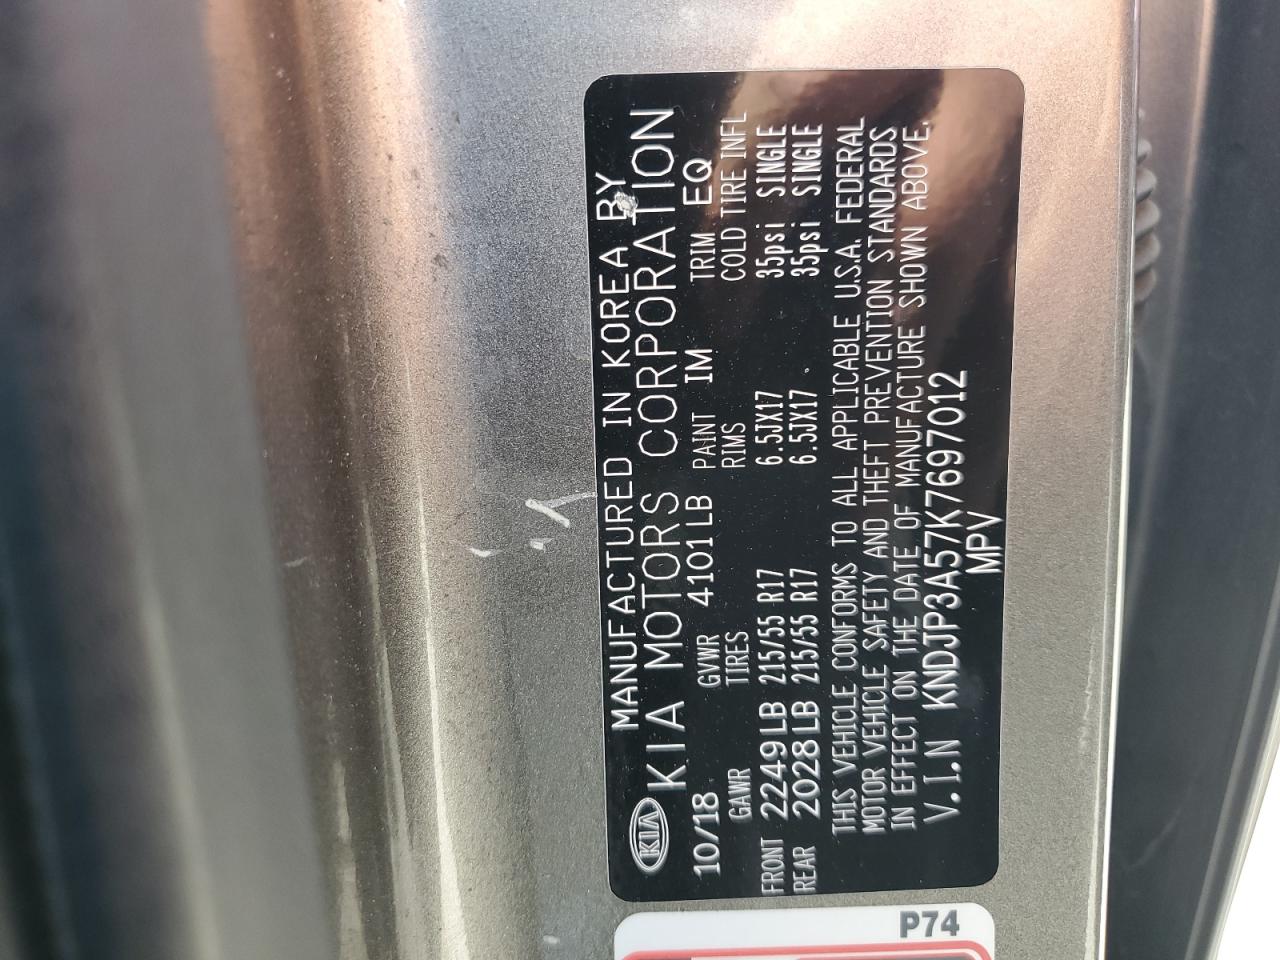 MANUFACTURED IN KOREA BY
KIA KIA MOTORS CORPORATION
10/18 GVWR 4101LB PAINT IM TRIM EQ
GAWR TIRES RIMS COLD TIRE INFL
FRONT 2249LB 215/55 R17 6.5JX17 35psi SINGLE
REAR 2028LB 215/55 R17 6.5JX17 35psi SINGLE
THIS VEHICLE CONFORMS TO ALL APPLICABLE U.S.A. FEDERAL
MOTOR VEHICLE SAFETY AND THEFT PREVENTION STANDARDS
IN EFFECT ON THE DATE OF MANUFACTURE SHOWN ABOVE.
V.I.N KNDJP3A57K7697012
MPV
P74